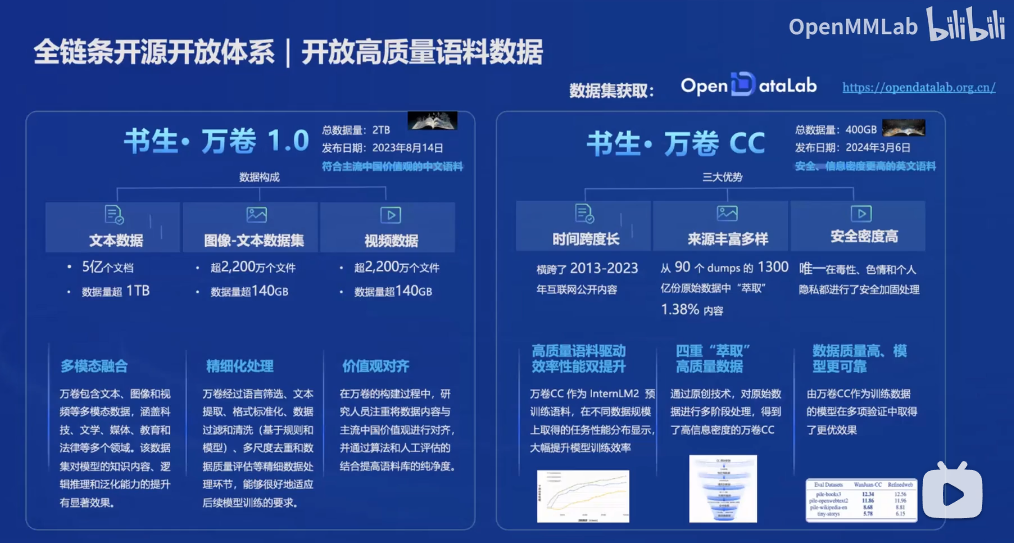 OpenMMLab bilibili
全链条开源开放体系｜开放高质量语料数据
数据集获取：
OpenDataLab
https://opendatalab.org.cn/
书生·万卷 1.0
总数据量：2TB
发布日期：2023年8月14日
符合主流中国价值观的中文语料
数据构成
文本数据
5亿个文档
数据量超 1TB
图像-文本数据集
超2,200万个文件
数据量超140GB
视频数据
超2,200万个文件
数据量超140GB
多模态融合
万卷包含文本、图像和视
频等多模态数据，涵盖科
技、文学、媒体、教育和
法律等多个领域。该数据
集对模型的知识内容、逻
辑推理和泛化能力的提升
有显著效果。
精细化处理
万卷经过语言筛选、文本
提取、格式标准化、数据
过滤和清洗（基于规则和
模型）、多尺度去重和数
据质量评估等精细数据处
理环节，能够很好地适应
后续模型训练的要求。
价值观对齐
在万卷的构建过程中，研
究人员注重将数据内容与
主流中国价值观进行对齐，
并通过算法和人工评估的
结合提高语料库的纯净度。
书生·万卷 CC
总数据量：400GB
发布日期：2024年3月6日
安全、信息密度更高的英文语料
三大优势
时间跨度长
横跨了 2013-2023
年互联网公开内容
来源丰富多样
从 90 个 dumps 的 1300
亿份原始数据中“萃取”
1.38% 内容
安全密度高
唯一在毒性、色情和个人
隐私都进行了安全加固处理
高质量语料驱动
效率性能双提升
万卷CC 作为 InternLM2 预
训练语料，在不同数据规模
上取得的任务性能分布显示，
大幅提升模型训练效率
四重“萃取”
高质量数据
通过原创技术，对原始数
据进行多阶段处理，得到
了高信息密度的万卷CC
数据质量高、模
型更可靠
由万卷CC作为训练数据
的模型在多项验证中取得
了更优效果
Eval Datasets Wanjuan-CC Refinedweb
pile-books3 12.34 12.56
pile-openwebtext2 11.86 11.96
pile-wikipedia-en 8.68 8.81
tiny-storys 5.78 6.15